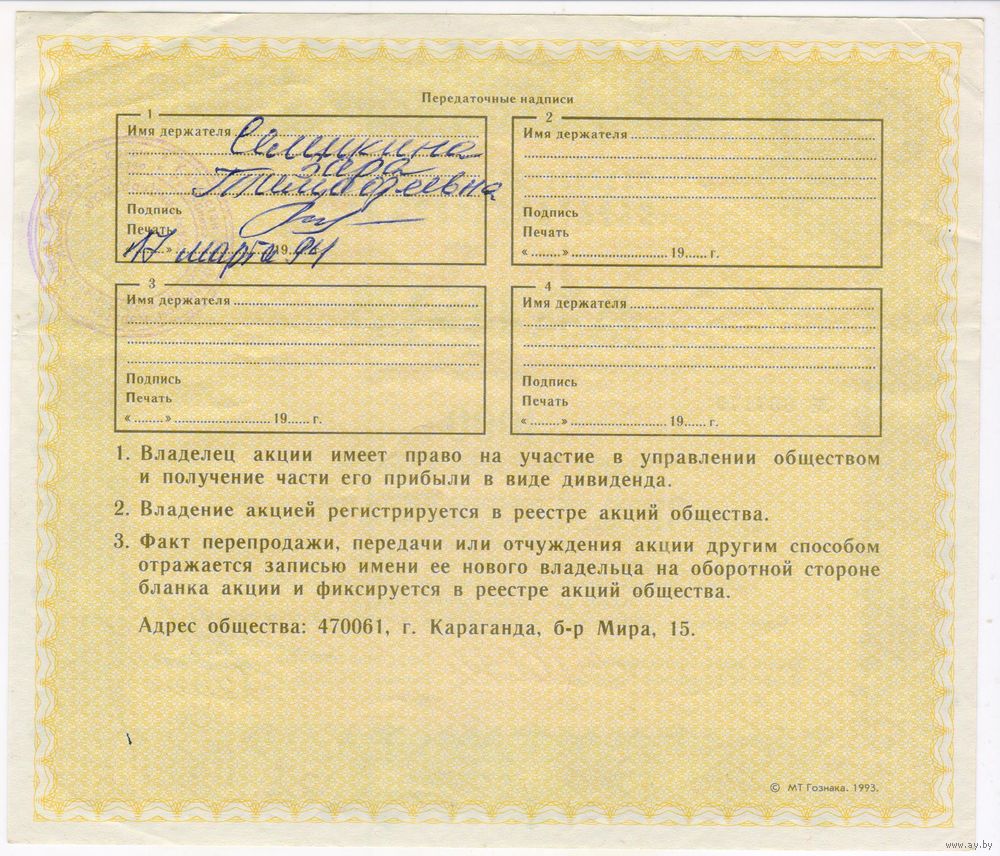 Передаточные надписи
1
Имя держателя Семикина
Зара
Тимофеевна
Подпись
Печать
«17» марта 1994
2
Имя держателя
Подпись
Печать
«........» 19...... г.
3
Имя держателя
Подпись
Печать
«........» 19...... г.
4
Имя держателя
Подпись
Печать
«........» 19...... г.
1. Владелец акции имеет право на участие в управлении обществом
и получение части его прибыли в виде дивиденда.
2. Владение акцией регистрируется в реестре акций общества.
3. Факт перепродажи, передачи или отчуждения акции другим способом
отражается записью имени ее нового владельца на оборотной стороне
бланка акции и фиксируется в реестре акций общества.
Адрес общества: 470061, г. Караганда, б-р Мира, 15.
© МТ Гознака. 1993.
www.ay.by